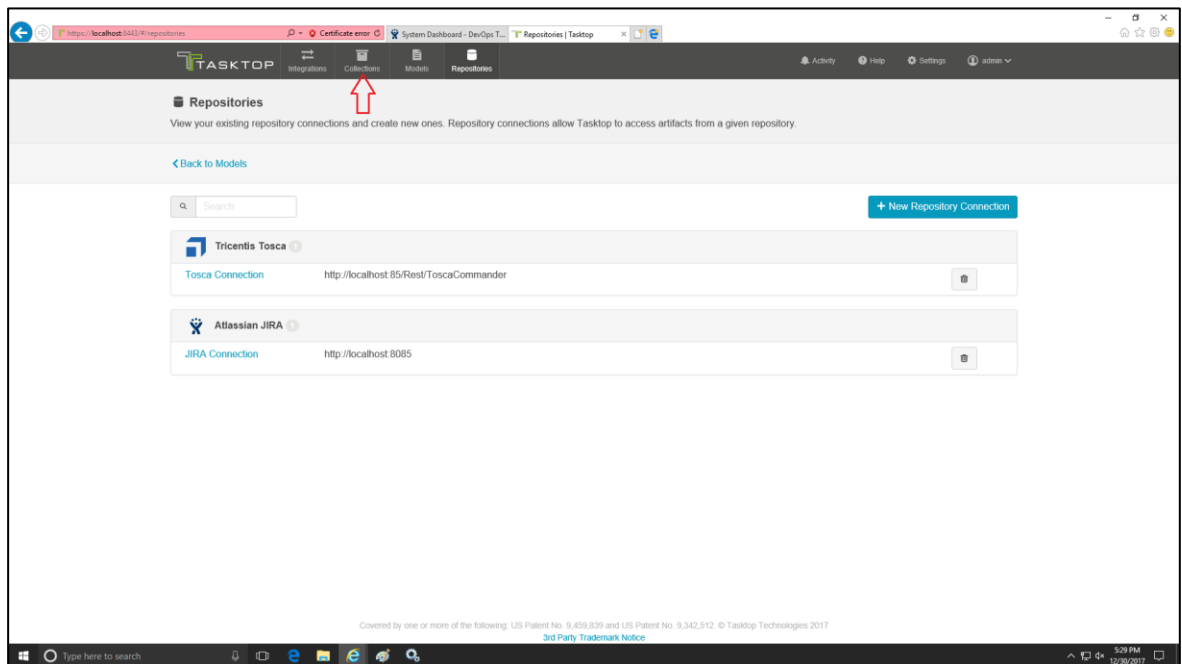 https://localhost:8443/#/repositories
Certificate error
System Dashboard - DevOps T...
Repositories | Tasktop
TASKTOP
Integrations
Collections
Models
Repositories
Activity
Help
Settings
admin
Repositories
View your existing repository connections and create new ones. Repository connections allow Tasktop to access artifacts from a given repository.
Back to Models
Search
+ New Repository Connection
Tricentis Tosca 1
Tosca Connection
http://localhost:85/Rest/ToscaCommander
Atlassian JIRA 1
JIRA Connection
http://localhost:8085
Covered by one or more of the following: US Patent No. 9,459,839 and US Patent No. 9,342,512. © Tasktop Technologies 2017
3rd Party Trademark Notice
Type here to search
5:29 PM
12/30/2017